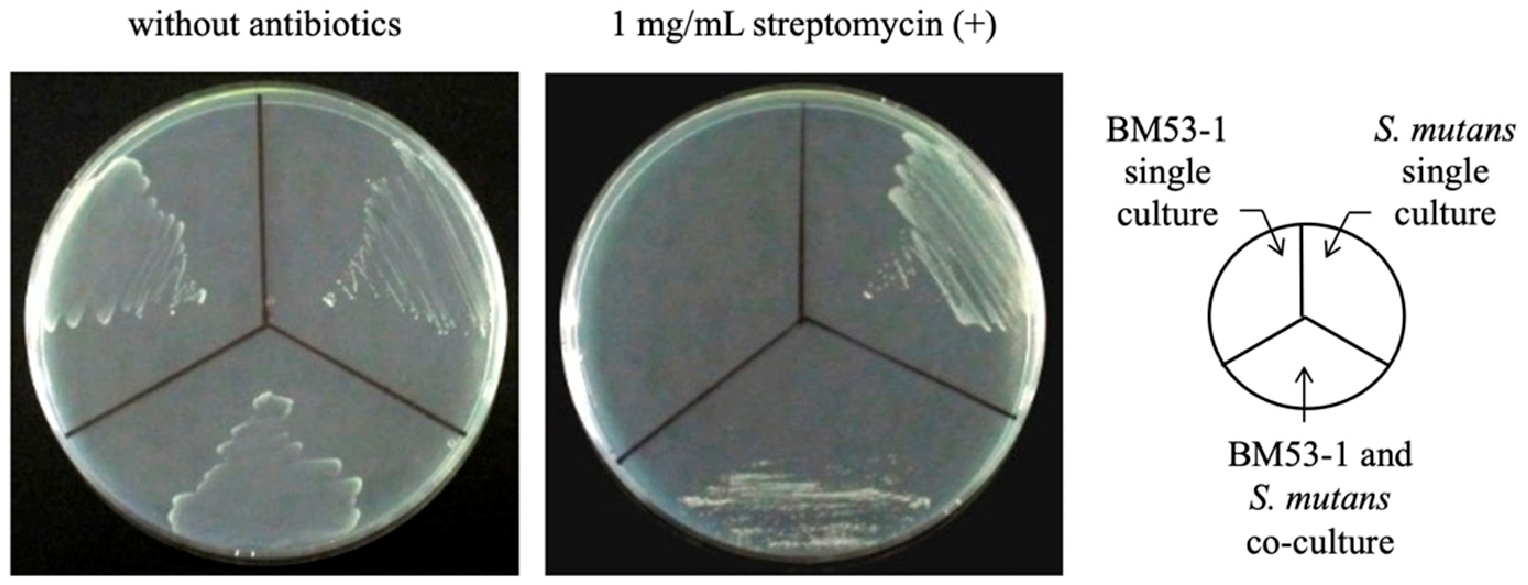 without antibiotics
1 mg/mL streptomycin (+)
BM53-1
single
culture
S. mutans
single
culture
BM53-1 and
S. mutans
co-culture